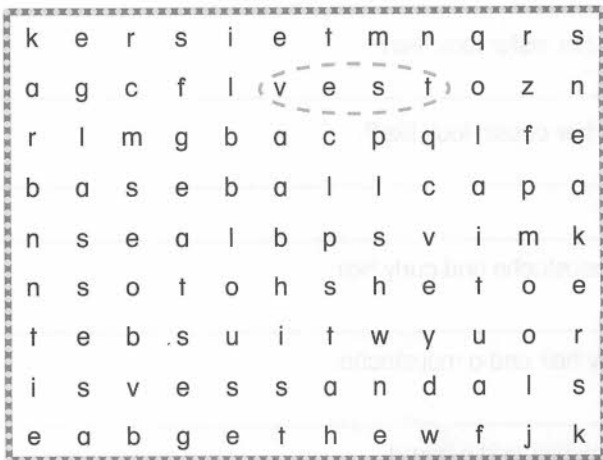 k e r s i e t m n q r s
a g c f l v e s t o z n
r l m g b a c p q l f e
b a s e b a l l c a p a
n s e a l b p s v i m k
n s o t o h s h e t o e
t e b s u i t w y u o r
i s v e s s a n d a l s
e a b g e t h e w f j k